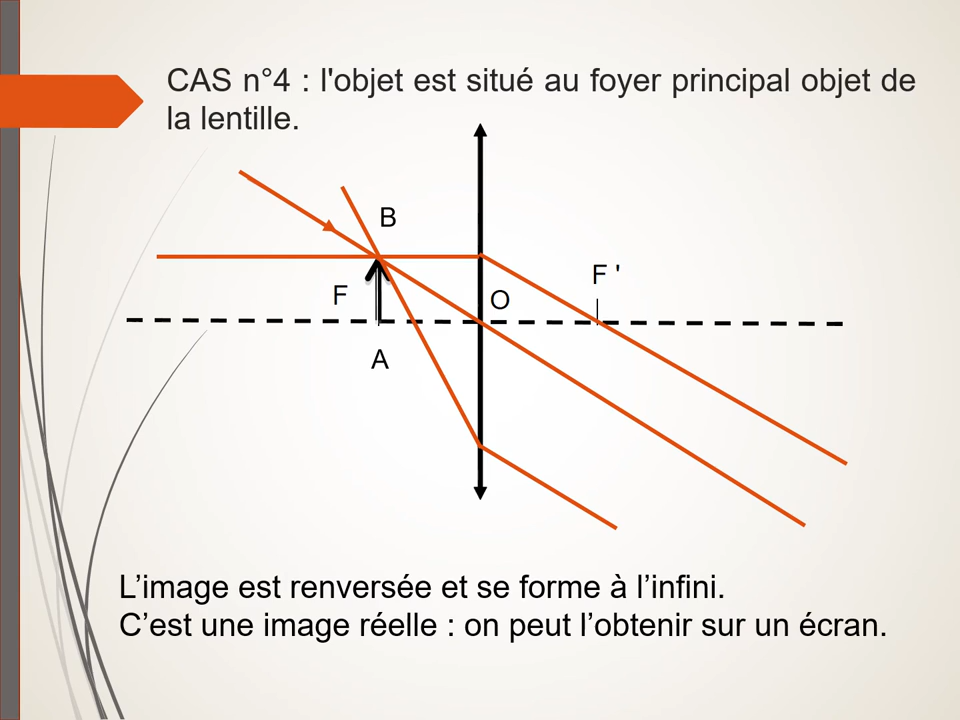 CAS n°4 : l'objet est situé au foyer principal objet de
la lentille.
B
F '
F
O
A
L’image est renversée et se forme à l’infini.
C’est une image réelle : on peut l’obtenir sur un écran.